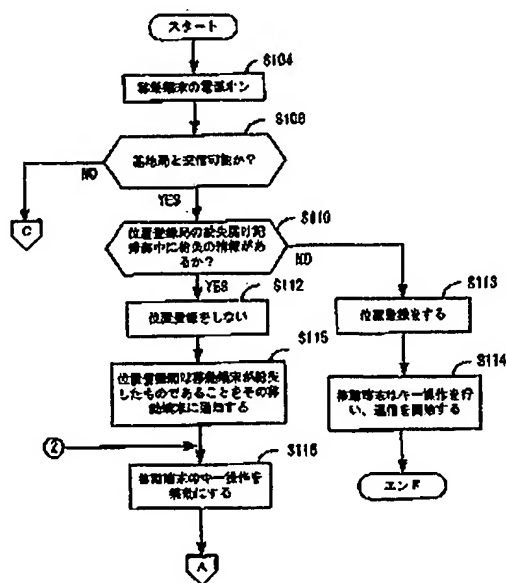 スタート
S104
移動端末の電源オン
S108
基地局と交信可能か?
NO
YES
C
S110
位置登録局の紛失届け記
憶部中に紛失の情報があ
るか?
NO
YES
S112
位置登録をしない
S113
位置登録をする
S115
位置登録局は移動端末が紛失
したものであることをその移
動端末に通知する
S114
移動端末はキー操作を行
い、通信を開始する
2
S116
移動端末のキー操作を
無効にする
エンド
A